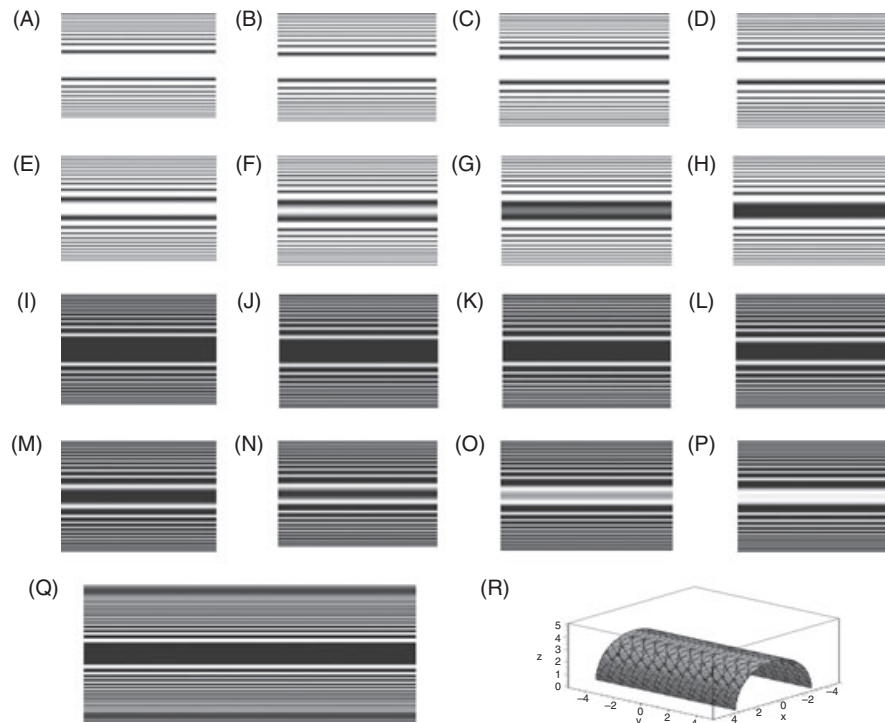 (A) (B) (C) (D)
(E) (F) (G) (H)
(I) (J) (K) (L)
(M) (N) (O) (P)
(Q) (R)
5
4
z 3
2
1
0
−4 −2 0 2 4
y
4 2 0 −2 −4
x